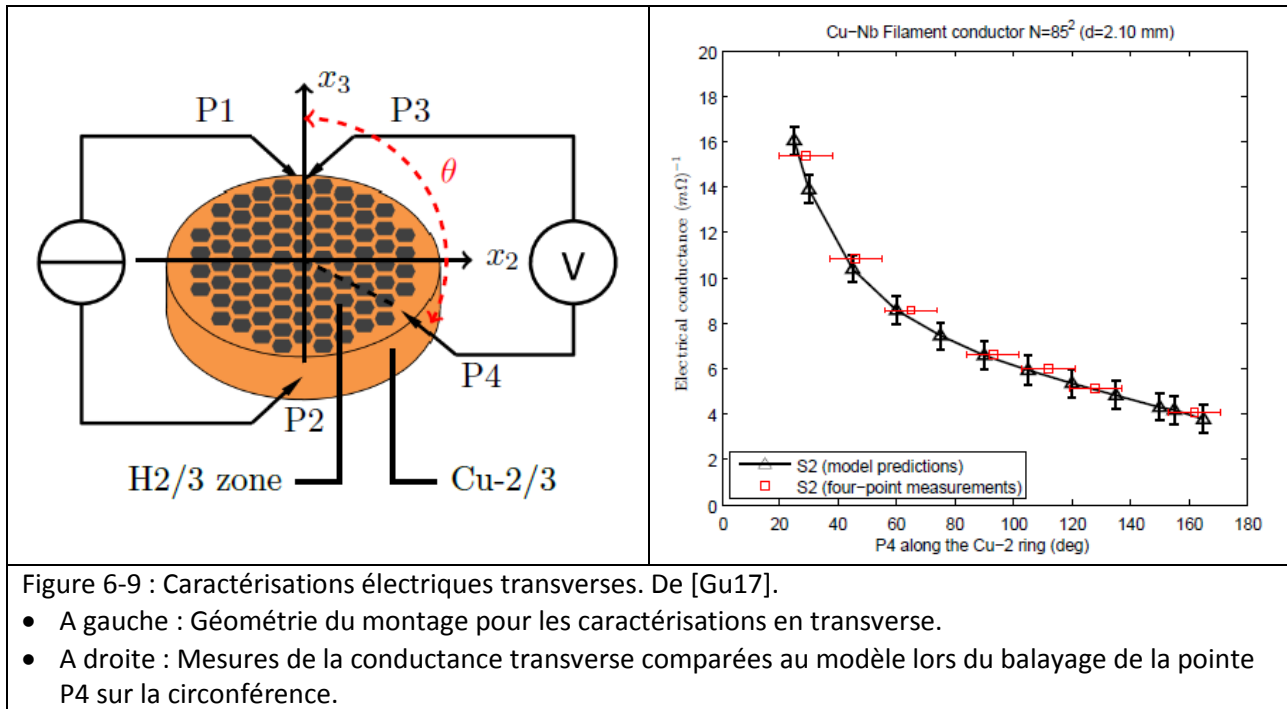 x₃
P1
P3
θ
x₂
V
P4
P2
H2/3 zone
Cu-2/3
Cu−Nb Filament conductor N=85² (d=2.10 mm)
Electrical conductance (mΩ)⁻¹
20
18
16
14
12
10
8
6
4
2
0
0 20 40 60 80 100 120 140 160 180
P4 along the Cu−2 ring (deg)
S2 (model predictions)
S2 (four−point measurements)
Figure 6-9 : Caractérisations électriques transverses. De [Gu17].
• A gauche : Géométrie du montage pour les caractérisations en transverse.
• A droite : Mesures de la conductance transverse comparées au modèle lors du balayage de la pointe
P4 sur la circonférence.